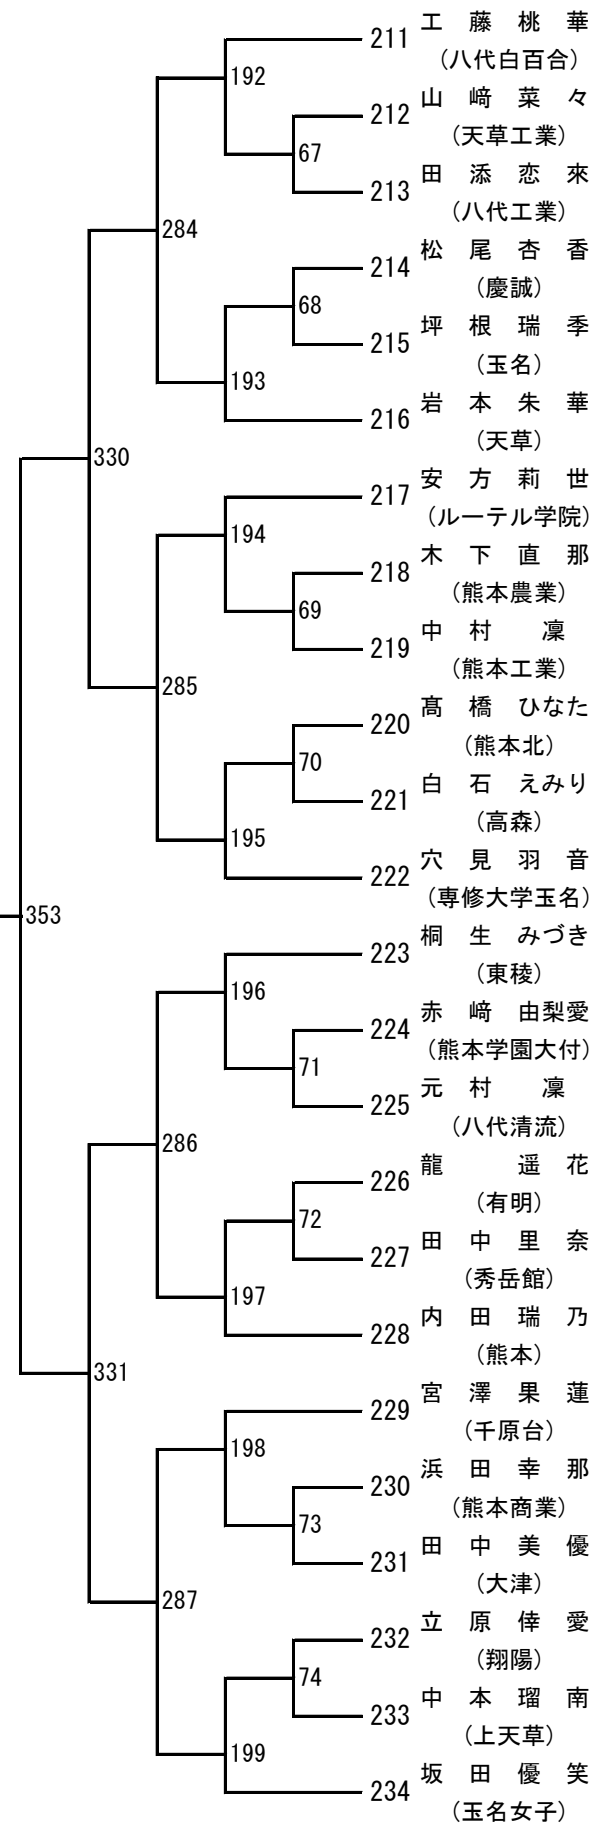 211 工藤桃華
(八代白百合)
192
212 山﨑菜々
(天草工業)
67
213 田添恋來
(八代工業)
284
214 松尾杏香
(慶誠)
68
215 坪根瑞季
(玉名)
193
216 岩本朱華
(天草)
330
217 安方莉世
(ルーテル学院)
194
218 木下直那
(熊本農業)
69
219 中村凜
(熊本工業)
285
220 髙橋ひなた
(熊本北)
70
221 白石えみり
(高森)
195
222 穴見羽音
(専修大学玉名)
353
223 桐生みづき
(東稜)
196
224 赤﨑由梨愛
(熊本学園大付)
71
225 元村凜
(八代清流)
286
226 龍遥花
(有明)
72
227 田中里奈
(秀岳館)
197
228 内田瑞乃
(熊本)
331
229 宮澤果蓮
(千原台)
198
230 浜田幸那
(熊本商業)
73
231 田中美優
(大津)
287
232 立原倖愛
(翔陽)
74
233 中本瑠南
(上天草)
199
234 坂田優笑
(玉名女子)